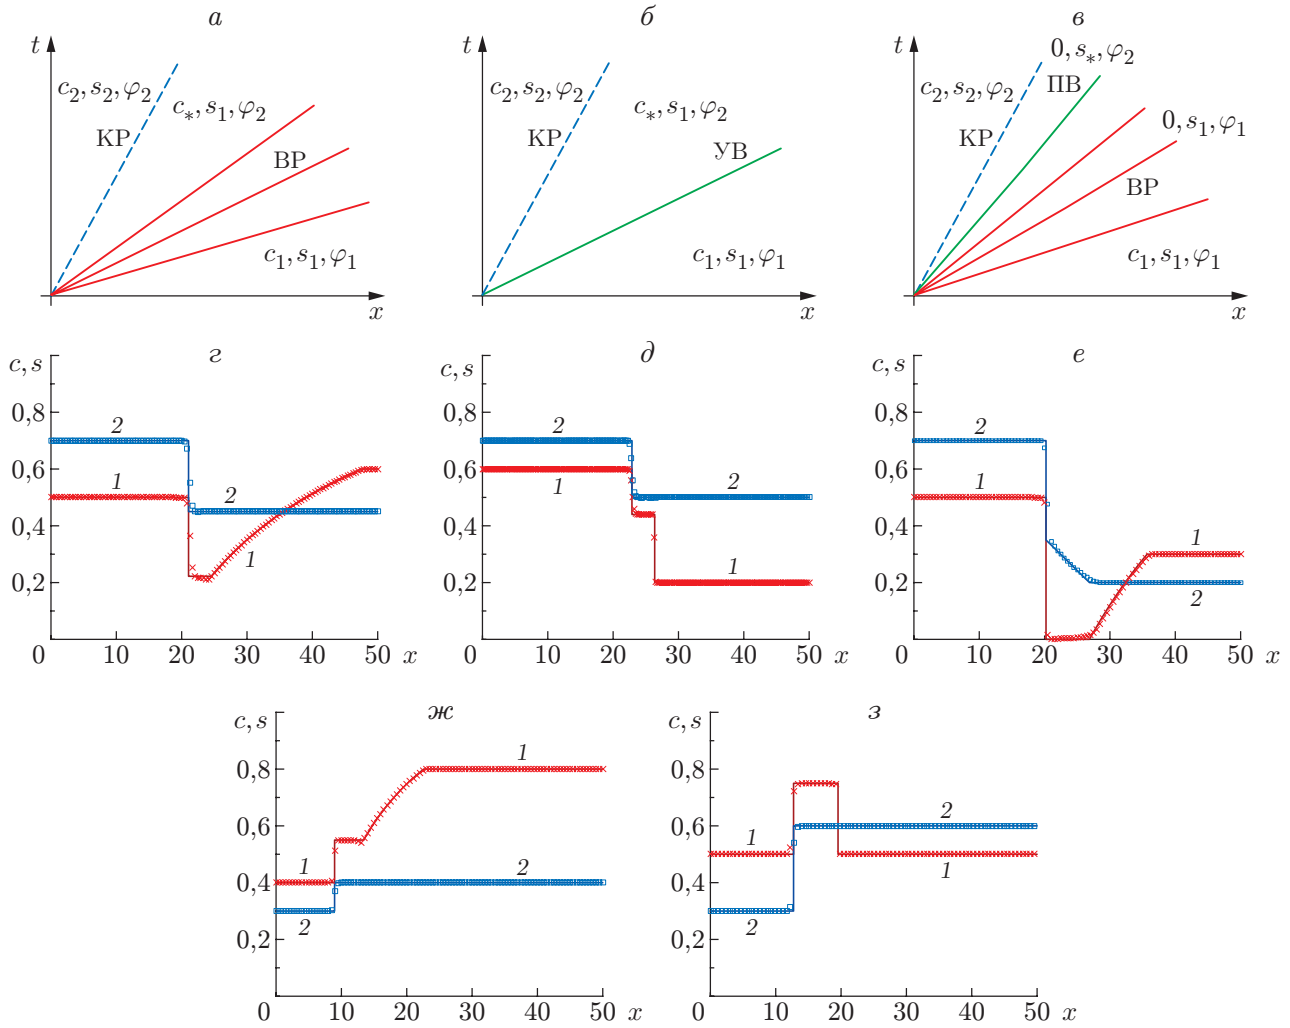 а б в
t t t
0, s*, φ2
c2, s2, φ2 c*, s1, φ2 c2, s2, φ2 c*, s1, φ2 c2, s2, φ2 ПВ
КР ВР КР УВ КР 0, s1, φ1
ВР
c1, s1, φ1 c1, s1, φ1 c1, s1, φ1
x x x
г д е
c, s c, s c, s
0,8 0,8 0,8
2 2 2
0,6 0,6 0,6
1 2 1 2 1
0,4 0,4 0,4
1 1 1
0,2 0,2 0,2
2
0 10 20 30 40 50 x 0 10 20 30 40 50 x 0 10 20 30 40 50 x
ж з
c, s c, s
0,8 1 0,8
0,6 0,6 2
1 2 1
0,4 0,4 1
2 2
0,2 0,2
0 10 20 30 40 50 x 0 10 20 30 40 50 x